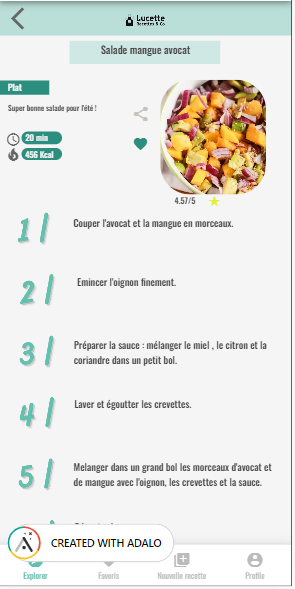 Lucette
Recettes & Co
Salade mangue avocat
Plat
Super bonne salade pour l'été !
20 min
456 Kcal
4.57/5
1/ Couper l'avocat et la mangue en morceaux.
2/ Emincer l'oignon finement.
3/ Préparer la sauce : mélanger le miel , le citron et la
coriandre dans un petit bol.
4/ Laver et égoutter les crevettes.
5/ Melanger dans un grand bol les morceaux d'avocat et
de mangue avec l'oignon, les crevettes et la sauce.
CREATED WITH ADALO
Explorer
Favoris
Nouvelle recette
Profile